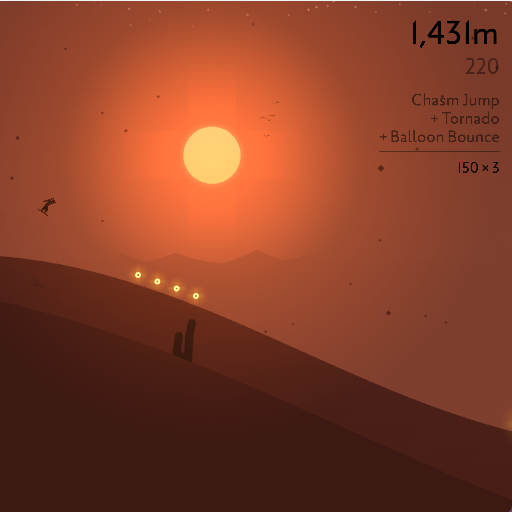 1,431m
220
Chasm Jump
+ Tornado
+ Balloon Bounce
150 × 3